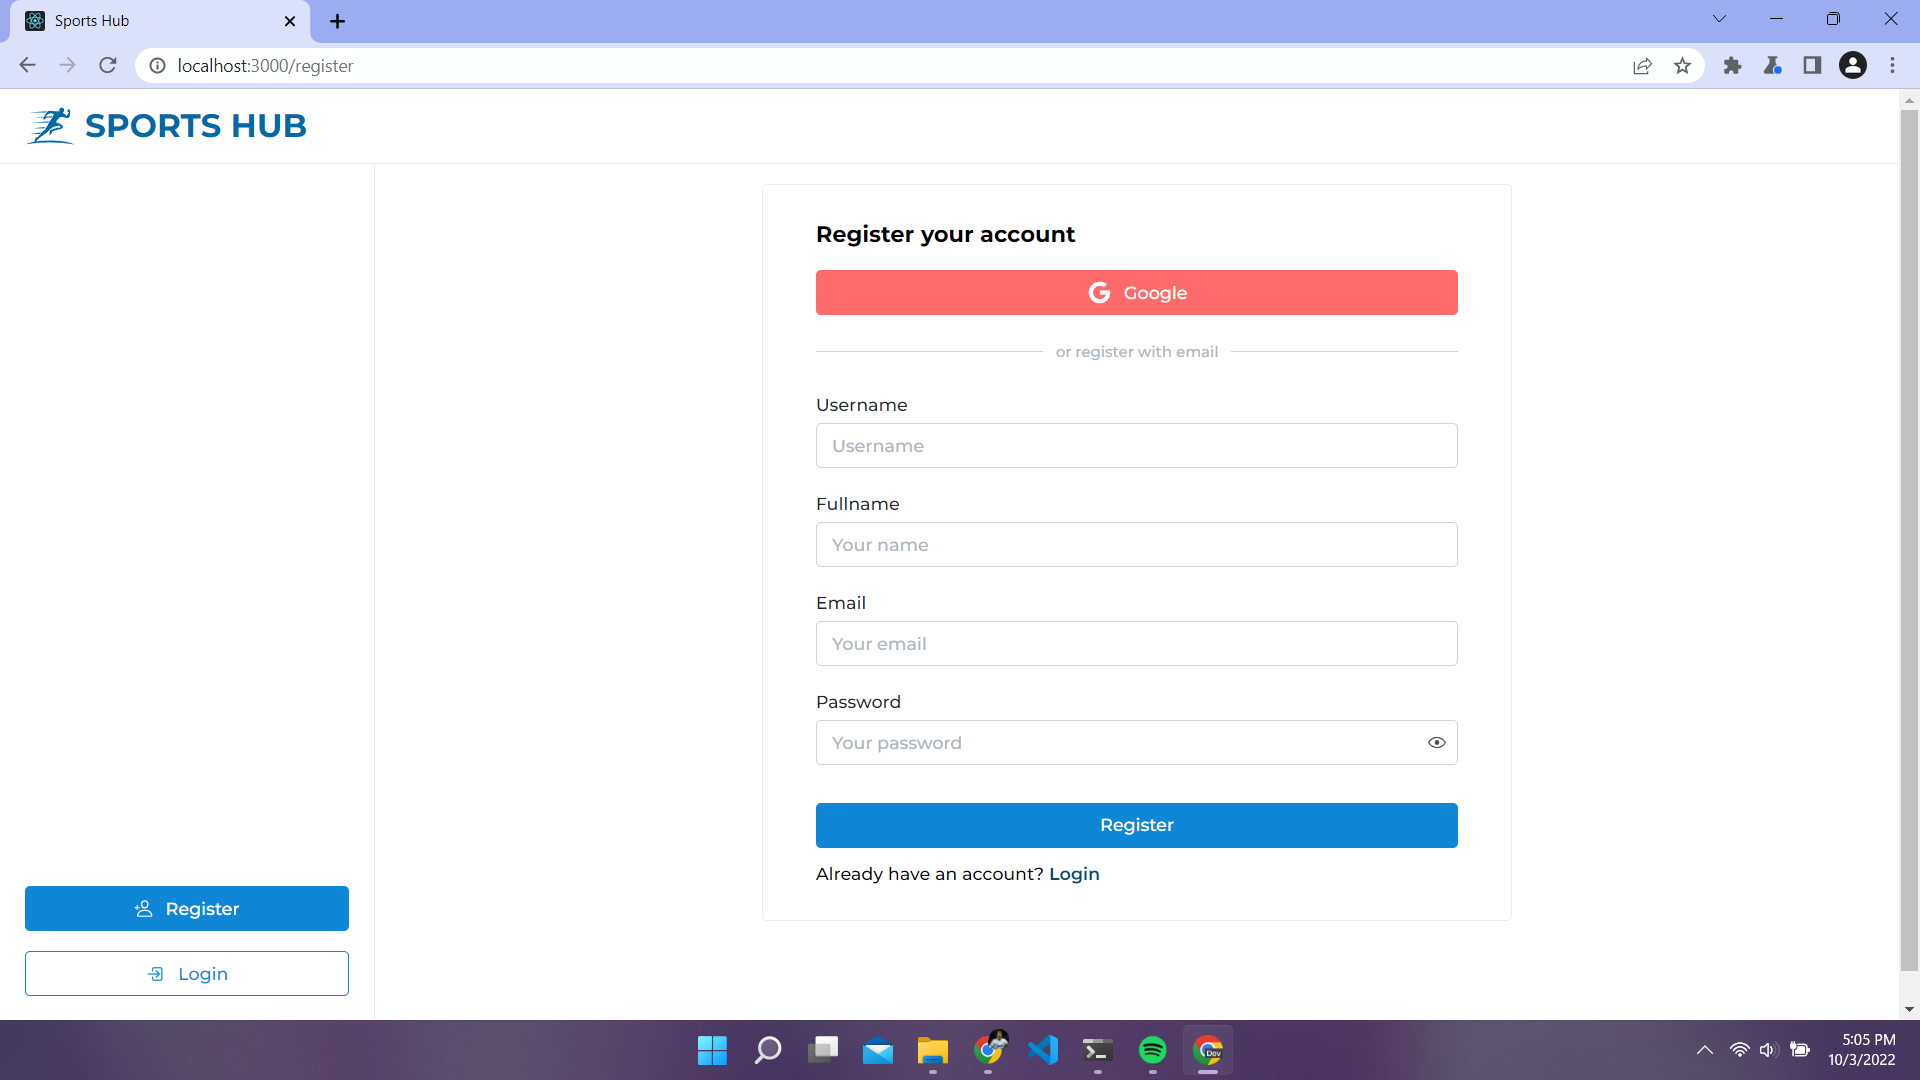 Sports Hub
localhost:3000/register
SPORTS HUB
Register your account
Google
or register with email
Username
Username
Fullname
Your name
Email
Your email
Password
Your password
Register
Already have an account? Login
Register
Login
Dev
5:05 PM
10/3/2022